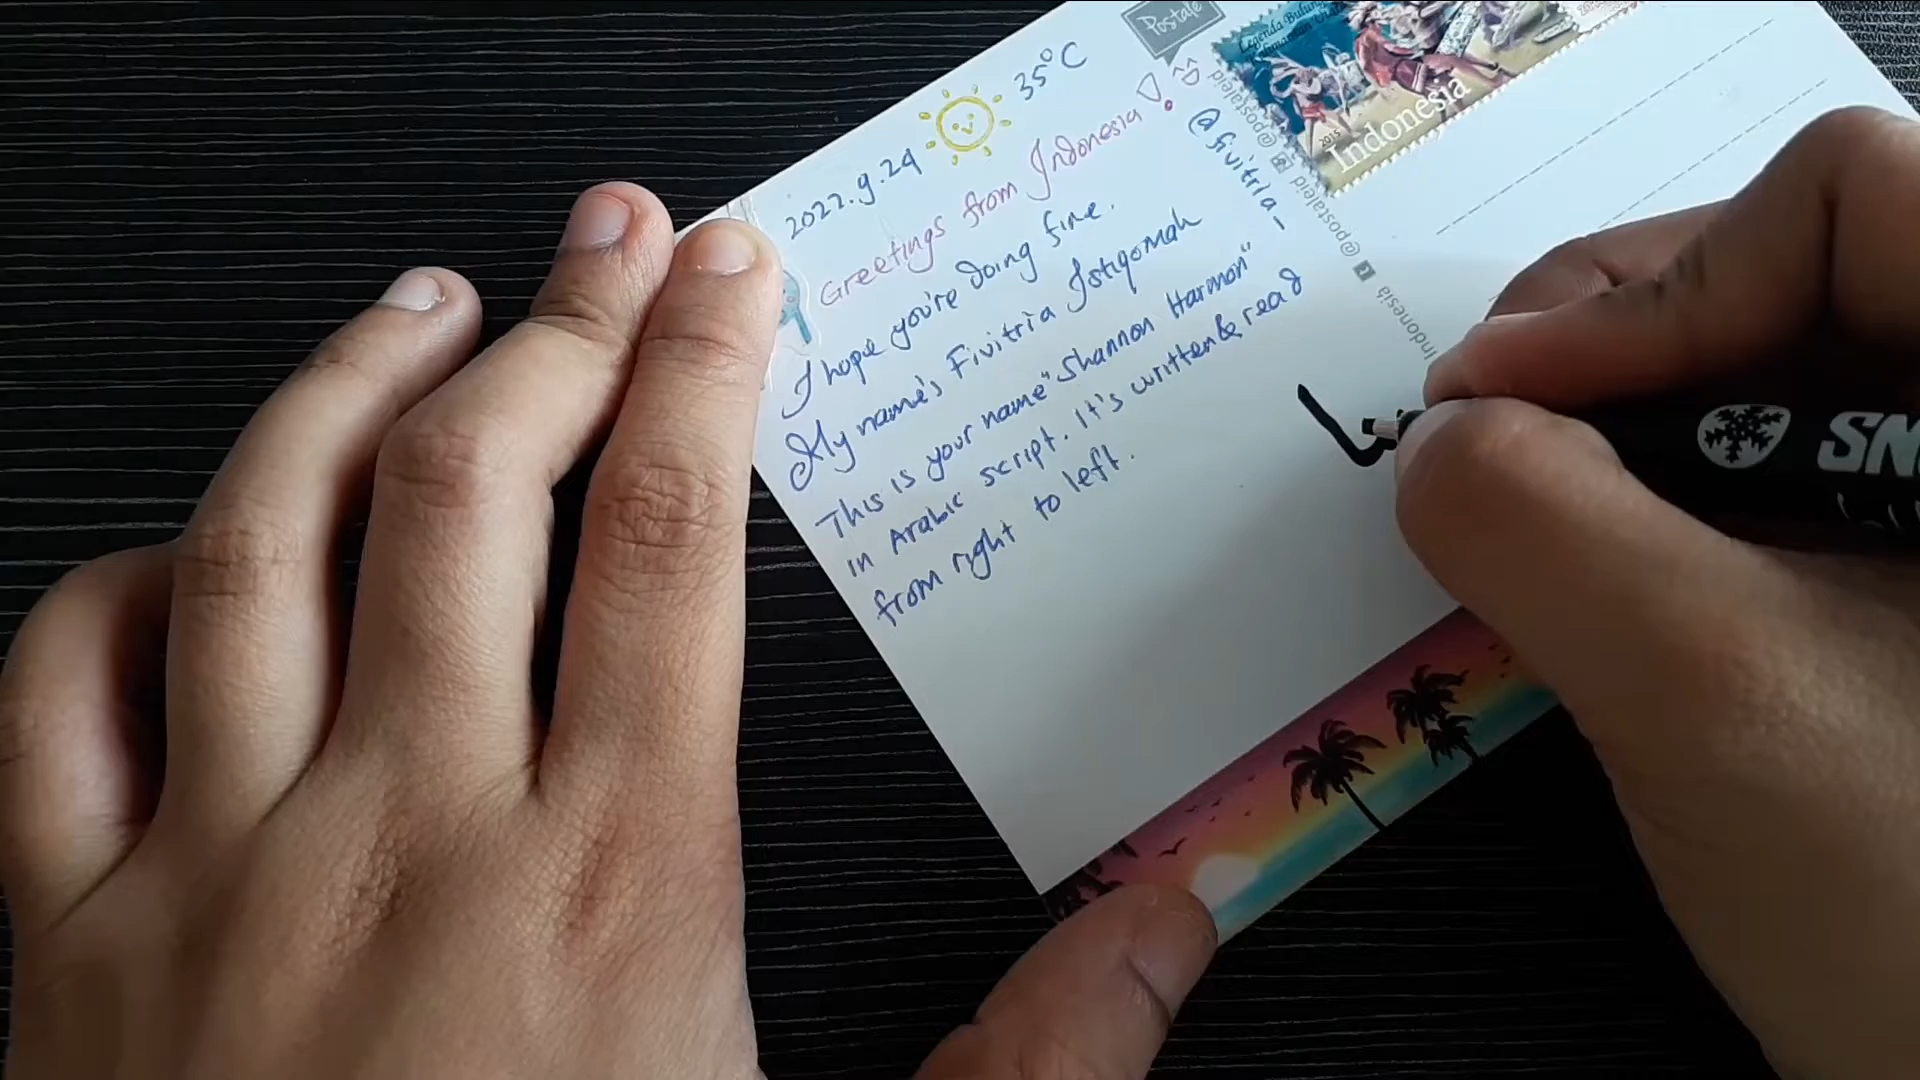 2022.9.24 35°C
Greetings from Indonesia!
I hope you're doing fine.
My name's Fivitria Istiqomah
This is your name "Shannon Harmon"
in Arabic script. It's written & read
from right to left.
@fivitria_
Postale
2015
Indonesia
@postaleid
@postaleid
Indonesia
SN